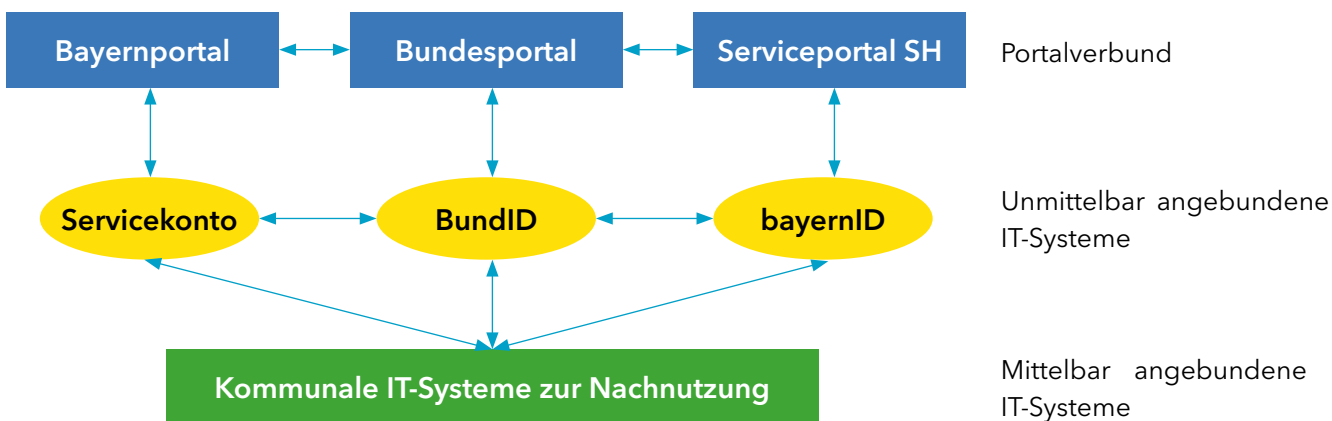 Bayernportal
Bundesportal
Serviceportal SH
Portalverbund
Servicekonto
BundID
bayernID
Unmittelbar angebundene
IT-Systeme
Kommunale IT-Systeme zur Nachnutzung
Mittelbar angebundene
IT-Systeme